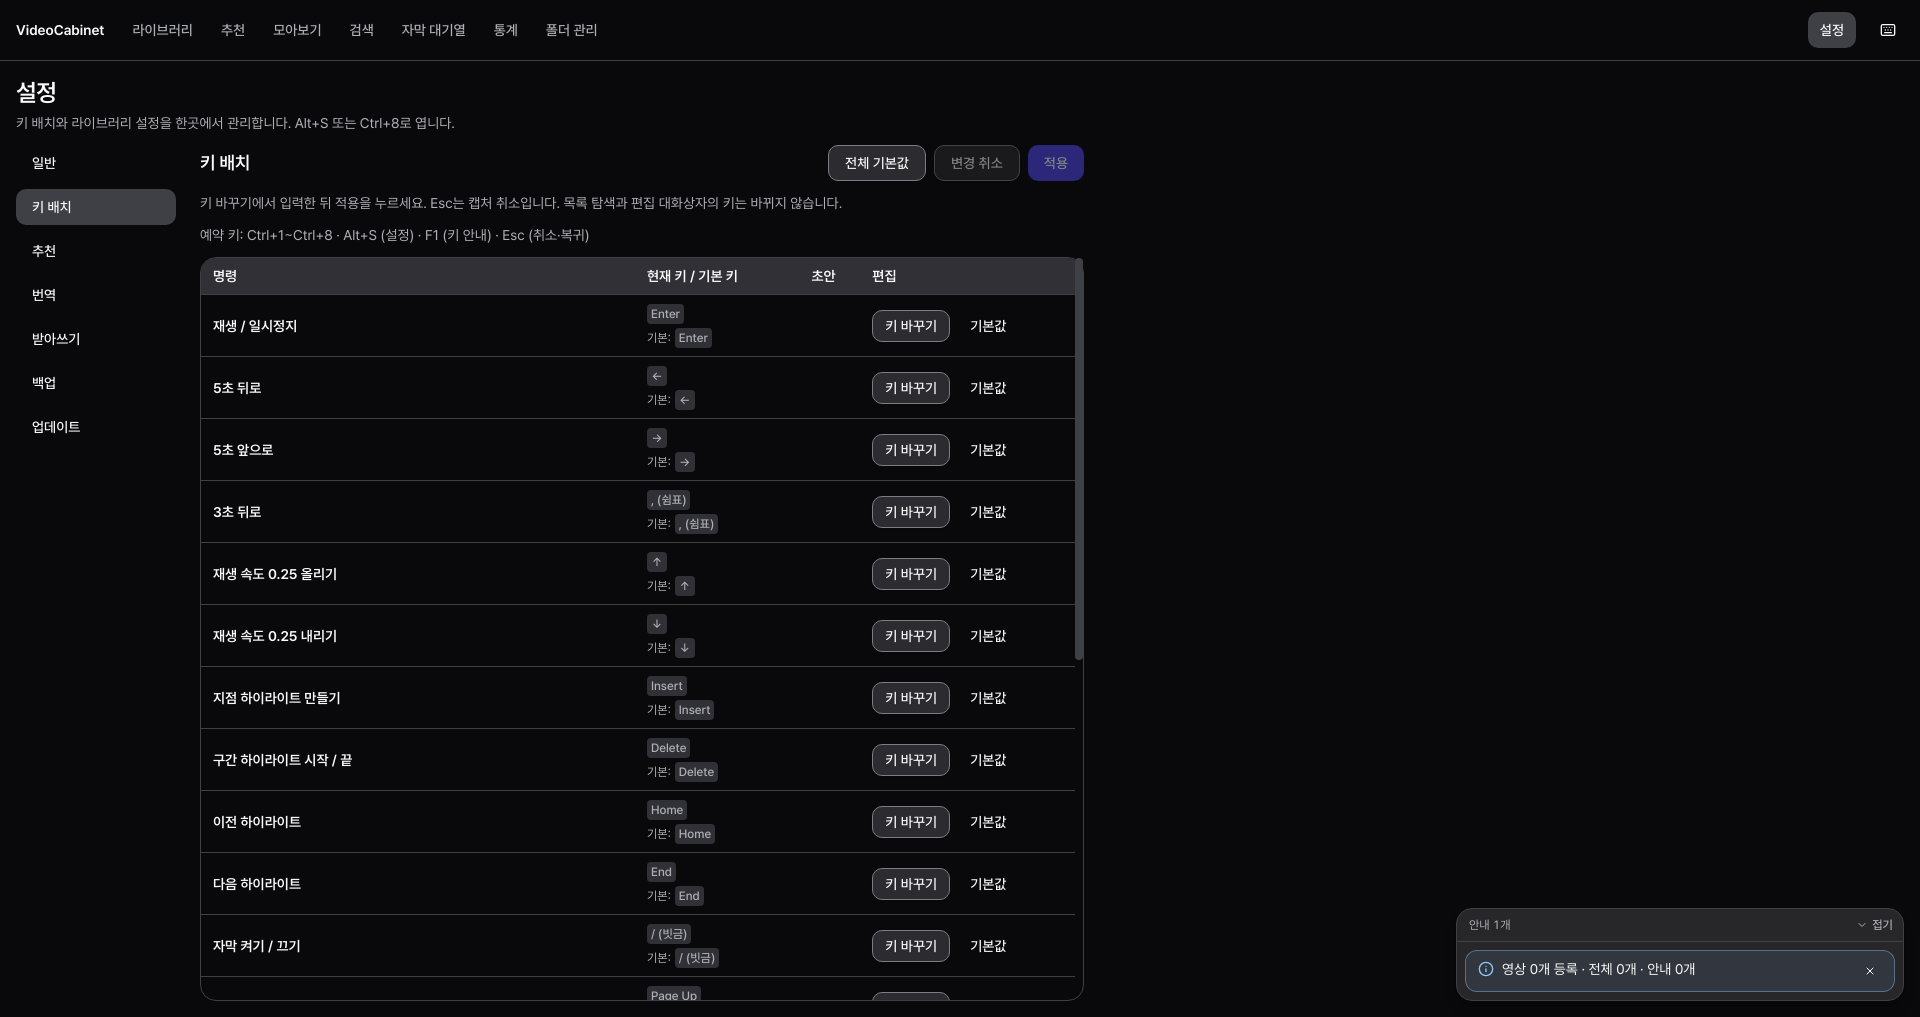 VideoCabinet 라이브러리 추천 모아보기 검색 자막 대기열 통계 폴더 관리 설정
설정
키 배치와 라이브러리 설정을 한곳에서 관리합니다. Alt+S 또는 Ctrl+8로 엽니다.
일반
키 배치
추천
번역
받아쓰기
백업
업데이트
키 배치 전체 기본값 변경 취소 적용
키 바꾸기에서 입력한 뒤 적용을 누르세요. Esc는 캡처 취소입니다. 목록 탐색과 편집 대화상자의 키는 바뀌지 않습니다.
예약 키: Ctrl+1~Ctrl+8 · Alt+S (설정) · F1 (키 안내) · Esc (취소·복귀)
명령 현재 키 / 기본 키 초안 편집
재생 / 일시정지 Enter 키 바꾸기 기본값
기본: Enter
5초 뒤로 ← 키 바꾸기 기본값
기본: ←
5초 앞으로 → 키 바꾸기 기본값
기본: →
3초 뒤로 , (쉼표) 키 바꾸기 기본값
기본: , (쉼표)
재생 속도 0.25 올리기 ↑ 키 바꾸기 기본값
기본: ↑
재생 속도 0.25 내리기 ↓ 키 바꾸기 기본값
기본: ↓
지점 하이라이트 만들기 Insert 키 바꾸기 기본값
기본: Insert
구간 하이라이트 시작 / 끝 Delete 키 바꾸기 기본값
기본: Delete
이전 하이라이트 Home 키 바꾸기 기본값
기본: Home
다음 하이라이트 End 키 바꾸기 기본값
기본: End
자막 켜기 / 끄기 / (빗금) 키 바꾸기 기본값
기본: / (빗금)
Page Up
안내 1개 접기
영상 0개 등록 · 전체 0개 · 안내 0개